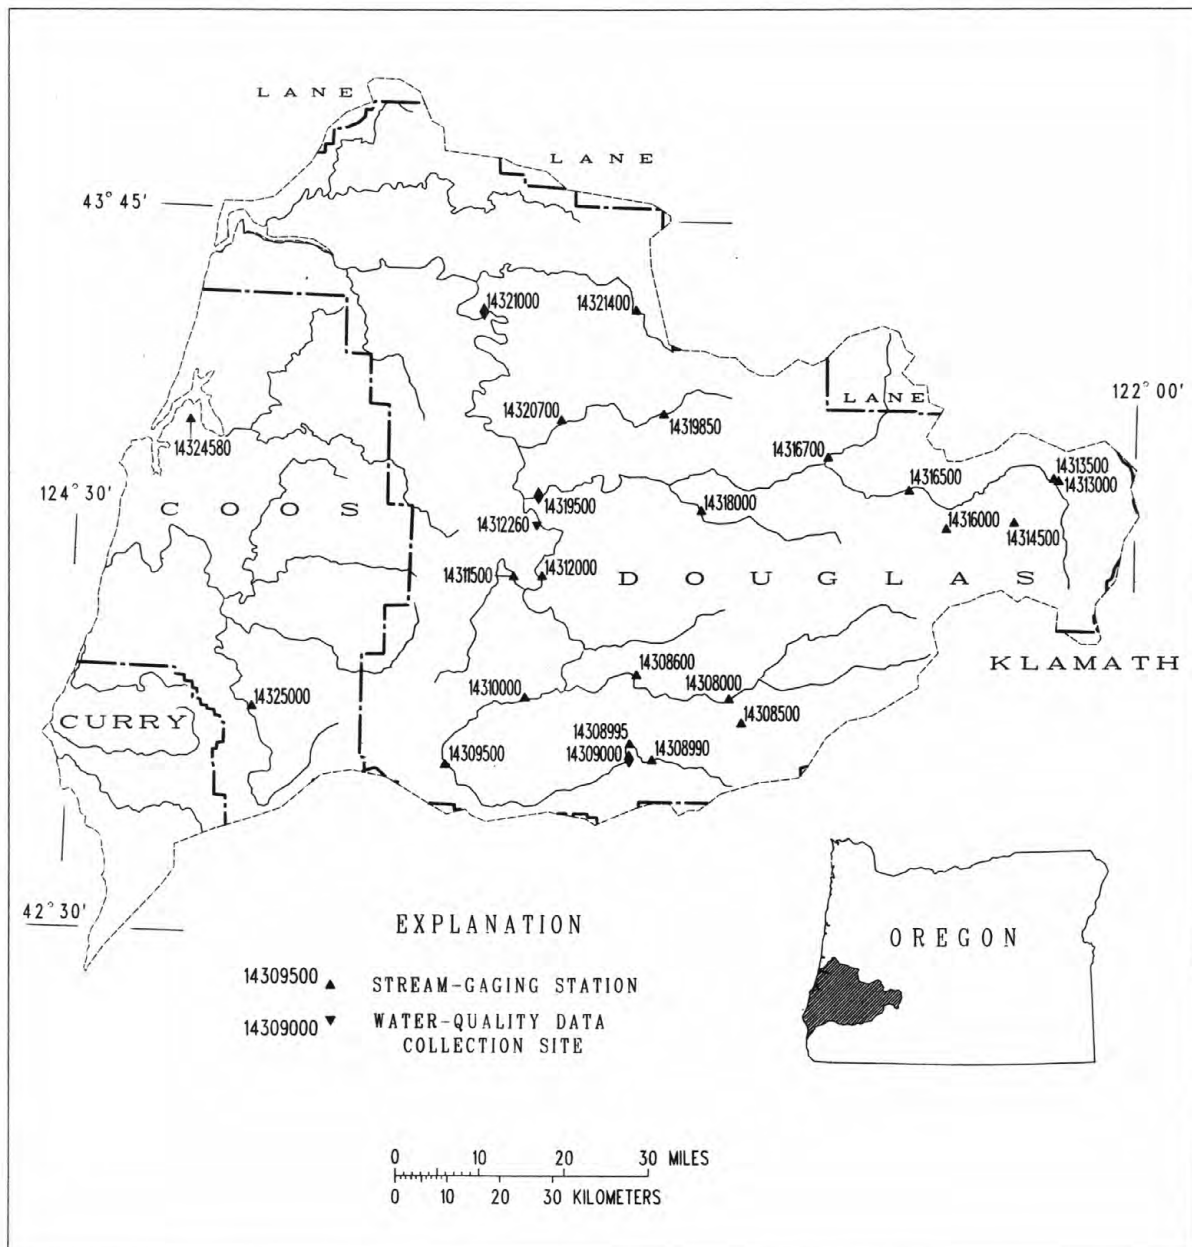 LANE
LANE
43° 45'
14321000
14321400
122° 00'
LANE
14320700
14319850
14324580
14316700
14316500
14313500
14313000
124° 30'
14319500
14318000
COOS
14312260
14316000
14314500
14311500
14312000
DOUGLAS
KLAMATH
14308600
14310000
14308000
14325000
CURRY
14308500
14308995
14309000
14308990
14309500
42° 30'
EXPLANATION
OREGON
14309500 STREAM-GAGING STATION
14309000 WATER-QUALITY DATA
COLLECTION SITE
0 10 20 30 MILES
0 10 20 30 KILOMETERS